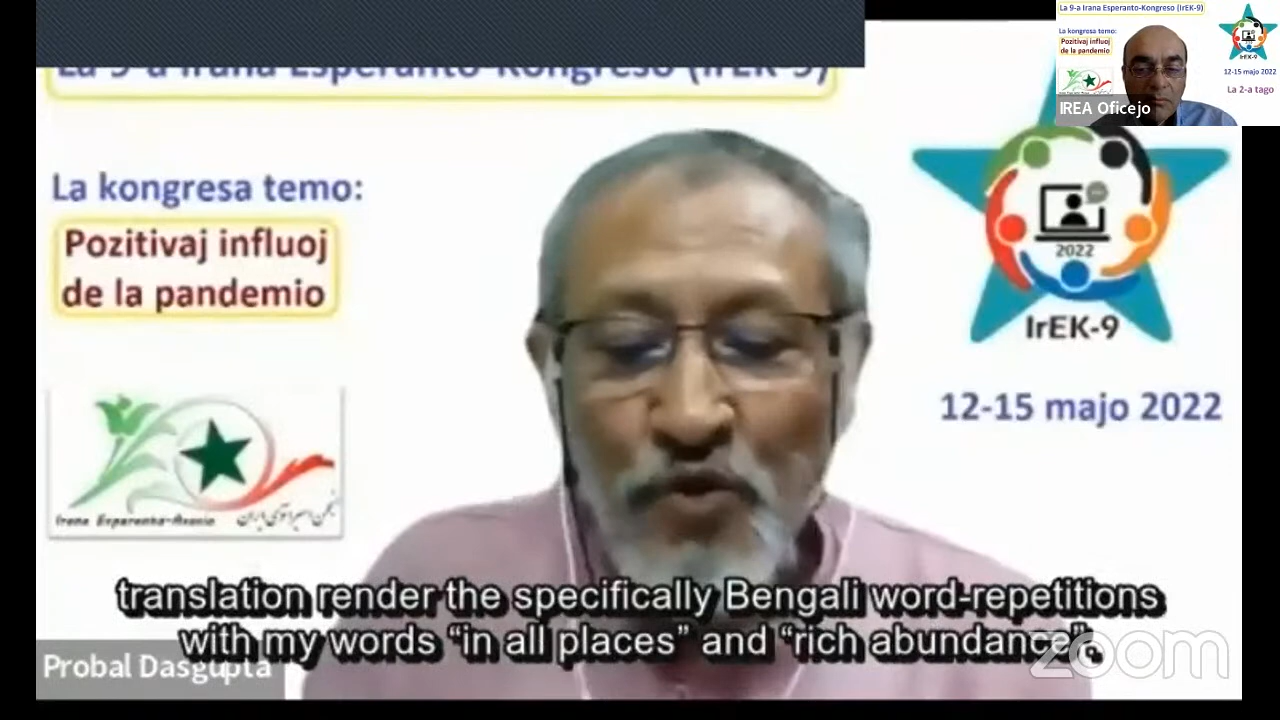 La 9-a Irana Esperanto-Kongreso (IrEK-9)
La kongresa temo:
Pozitivaj influoj
de la pandemio
2022
IrEK-9
12-15 majo 2022
Irana Esperanto-Asocio
انجمن اسپرانتوی ایران
La 9-a Irana Esperanto-Kongreso (IrEK-9)
La kongresa temo:
Pozitivaj influoj
de la pandemio
IrEK-9
12-15 majo 2022
La 2-a tago
IREA Oficejo
translation render the specifically Bengali word-repetitions
with my words “in all places” and “rich abundance”.
Probal Dasgupta
zoom